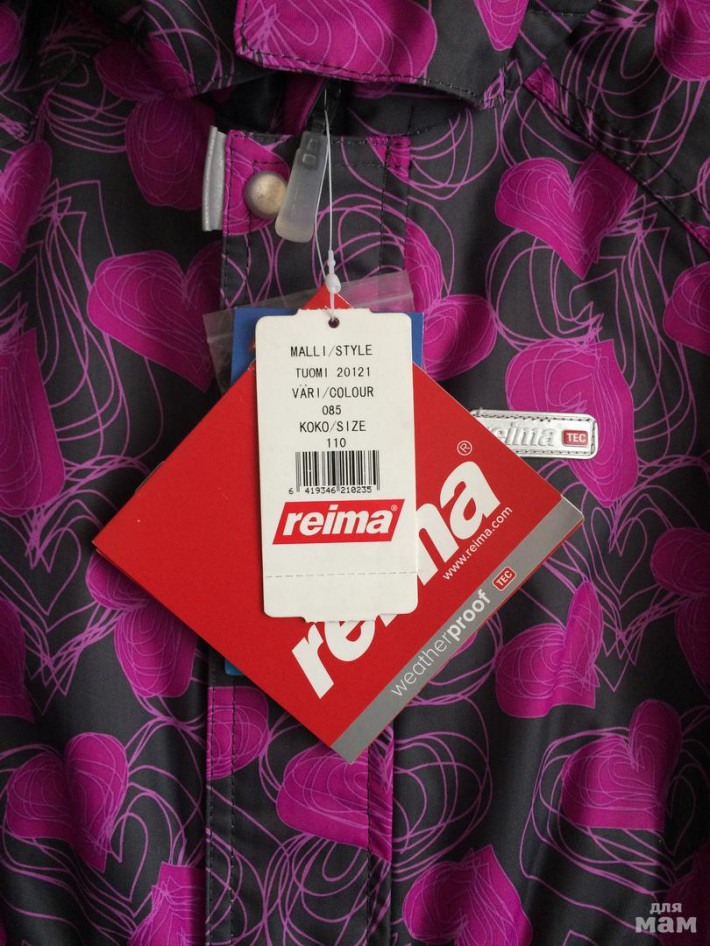 MALLI/STYLE
TUOMI 20121
VÄRI/COLOUR
085
KOKO/SIZE
110
6 419346 210235
reima®
reima TEC
reima®
www.reima.com
weatherproof TEC
для
мам